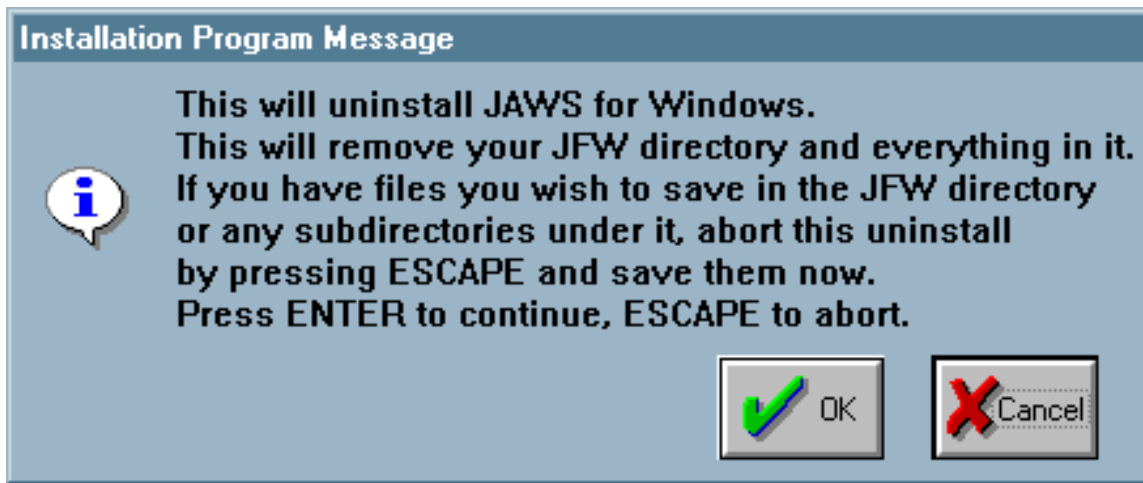 Installation Program Message
This will uninstall JAWS for Windows.
This will remove your JFW directory and everything in it.
If you have files you wish to save in the JFW directory
or any subdirectories under it, abort this uninstall
by pressing ESCAPE and save them now.
Press ENTER to continue, ESCAPE to abort.
OK
Cancel